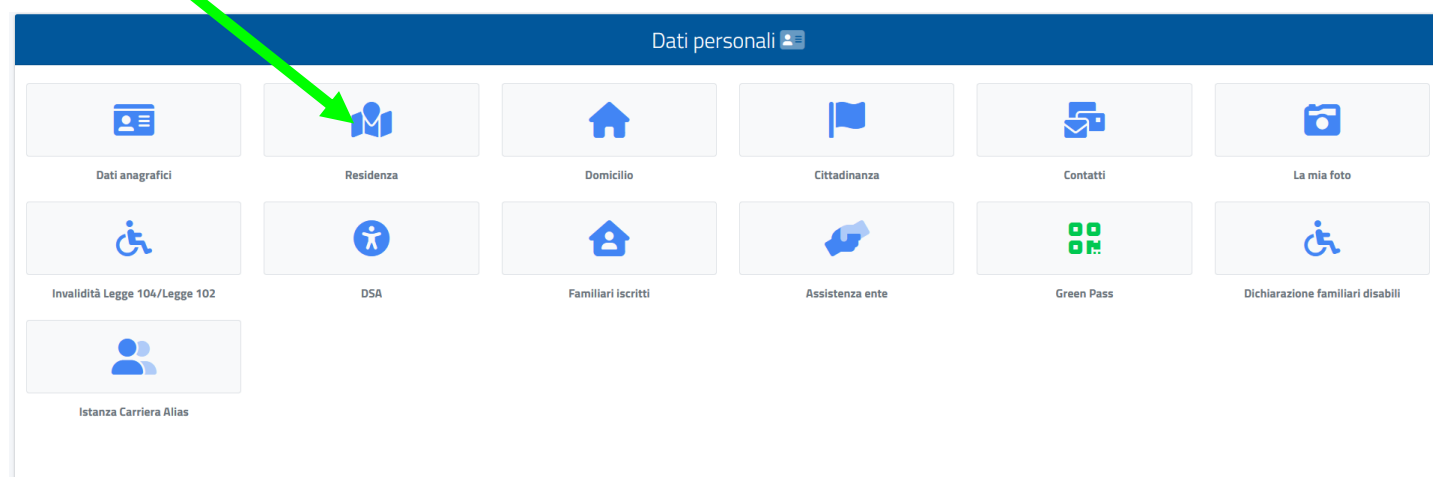 Dati personali
Dati anagrafici
Residenza
Domicilio
Cittadinanza
Contatti
La mia foto
Invalidità Legge 104/Legge 102
DSA
Familiari iscritti
Assistenza ente
Green Pass
Dichiarazione familiari disabili
Istanza Carriera Alias